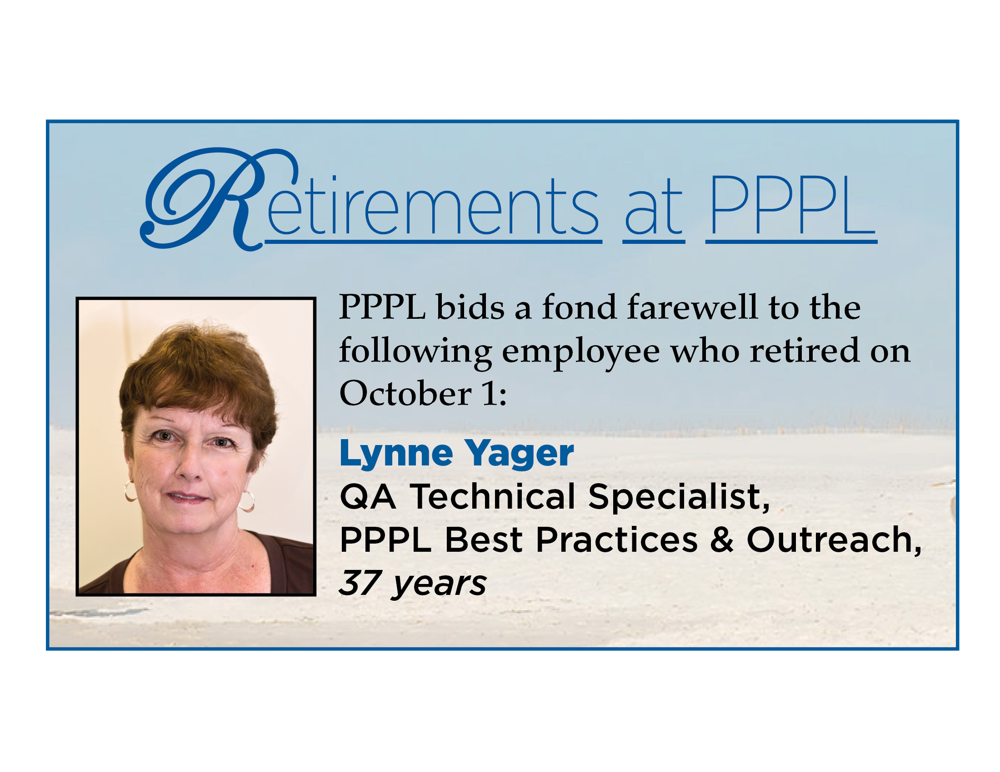 Retirements at PPPL
PPPL bids a fond farewell to the
following employee who retired on
October 1:
Lynne Yager
QA Technical Specialist,
PPPL Best Practices & Outreach,
37 years